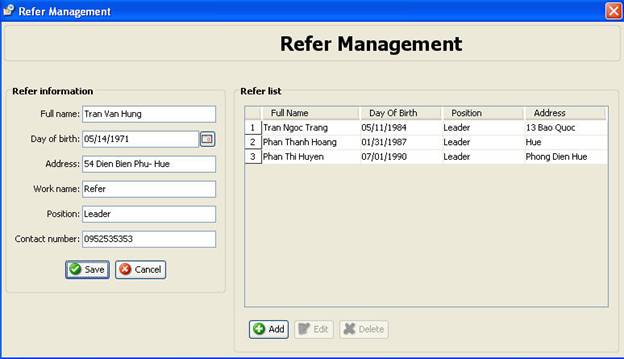 Refer Management
Refer Management
Refer information
Full name: Tran Van Hung
Day of birth: 05/14/1971
Address: 54 Dien Bien Phu- Hue
Work name: Refer
Position: Leader
Contact number: 0952535353
Save Cancel
Refer list
Full Name Day Of Birth Position Address
1 Tran Ngoc Trang 05/11/1984 Leader 13 Bao Quoc
2 Phan Thanh Hoang 01/31/1987 Leader Hue
3 Phan Thi Huyen 07/01/1990 Leader Phong Dien Hue
Add Edit Delete